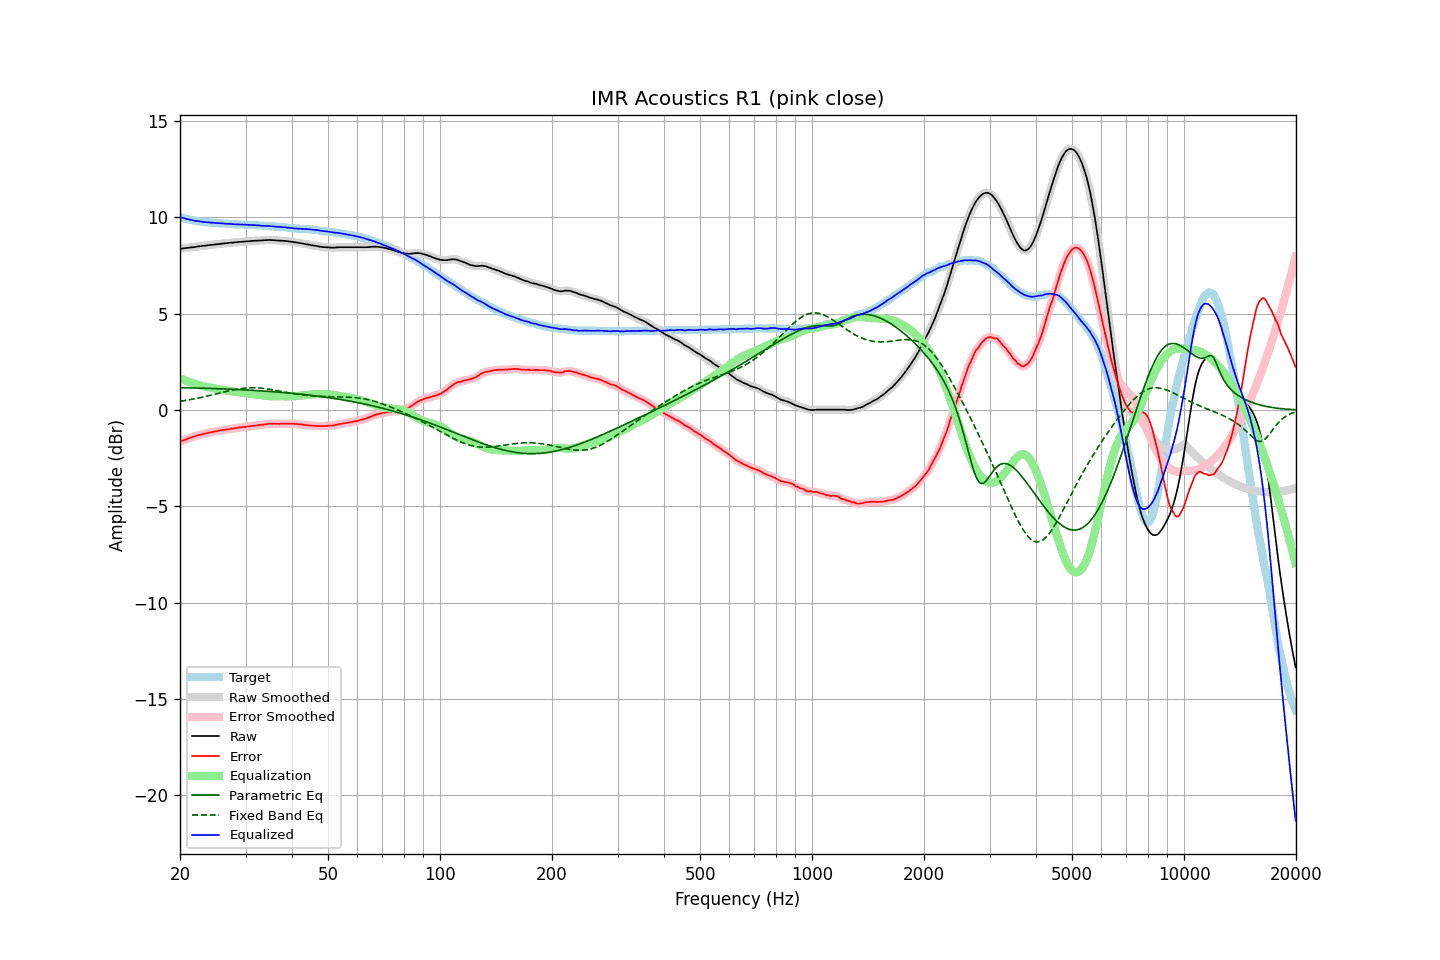 IMR Acoustics R1 (pink close)
15
10
5
0
−5
−10
−15
−20
Amplitude (dBr)
Target
Raw Smoothed
Error Smoothed
Raw
Error
Equalization
Parametric Eq
Fixed Band Eq
Equalized
20 50 100 200 500 1000 2000 5000 10000 20000
Frequency (Hz)